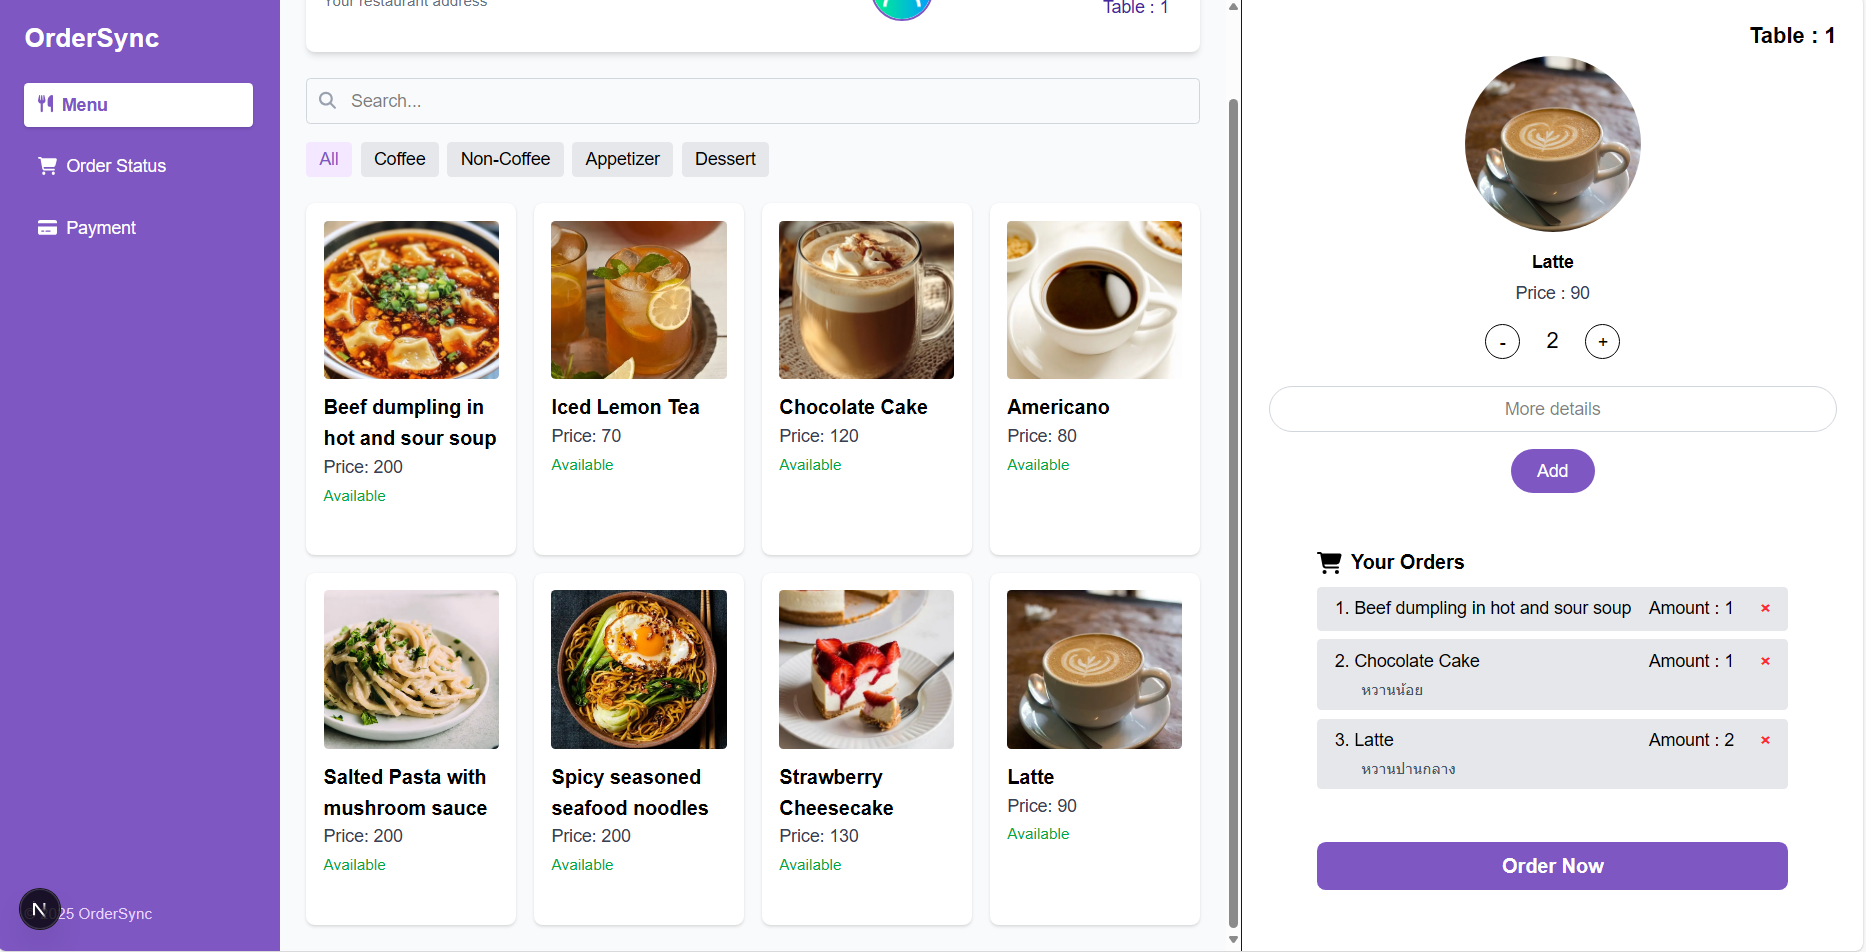 OrderSync
Menu
Order Status
Payment
25 OrderSync
N
Your restaurant address
Table : 1
Search...
All
Coffee
Non-Coffee
Appetizer
Dessert
Beef dumpling in
hot and sour soup
Price: 200
Available
Iced Lemon Tea
Price: 70
Available
Chocolate Cake
Price: 120
Available
Americano
Price: 80
Available
Salted Pasta with
mushroom sauce
Price: 200
Available
Spicy seasoned
seafood noodles
Price: 200
Available
Strawberry
Cheesecake
Price: 130
Available
Latte
Price: 90
Available
Table : 1
Latte
Price : 90
- 2 +
More details
Add
Your Orders
1. Beef dumpling in hot and sour soup Amount : 1 ×
2. Chocolate Cake Amount : 1 ×
หวานน้อย
3. Latte Amount : 2 ×
หวานปานกลาง
Order Now